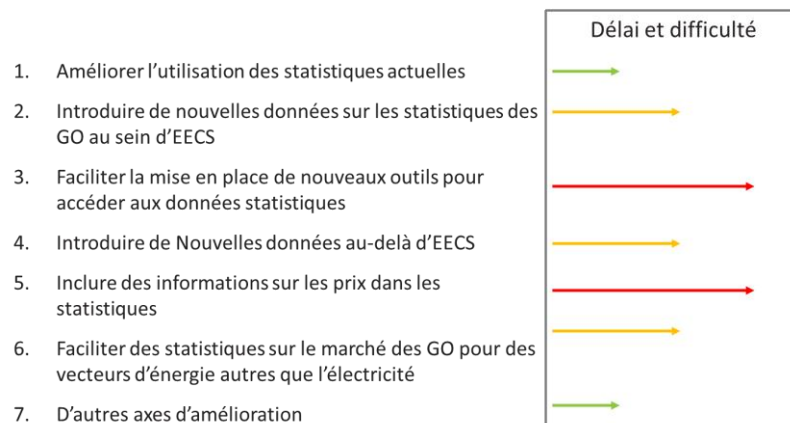 Délai et difficulté
1. Améliorer l'utilisation des statistiques actuelles
2. Introduire de nouvelles données sur les statistiques des
GO au sein d'EECS
3. Faciliter la mise en place de nouveaux outils pour
accéder aux données statistiques
4. Introduire de Nouvelles données au-delà d'EECS
5. Inclure des informations sur les prix dans les
statistiques
6. Faciliter des statistiques sur le marché des GO pour des
vecteurs d'énergie autres que l'électricité
7. D'autres axes d'amélioration